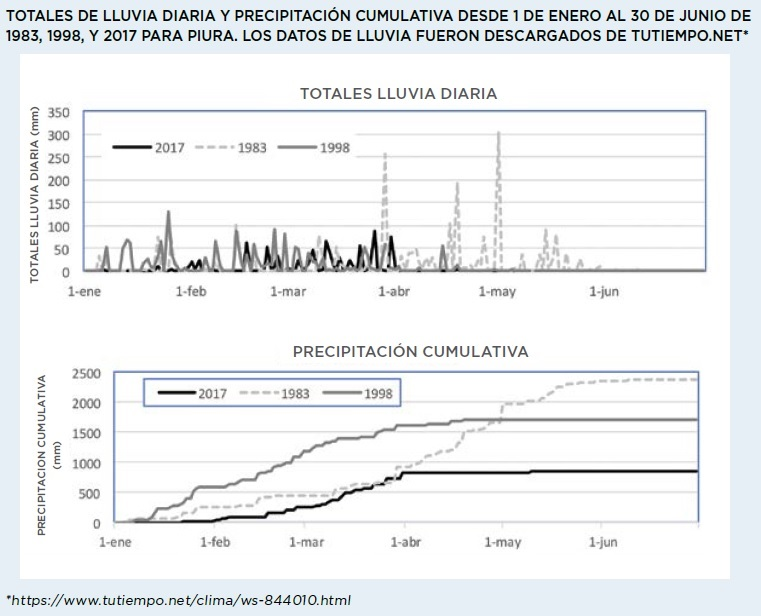 TOTALES DE LLUVIA DIARIA Y PRECIPITACIÓN CUMULATIVA DESDE 1 DE ENERO AL 30 DE JUNIO DE
1983, 1998, Y 2017 PARA PIURA. LOS DATOS DE LLUVIA FUERON DESCARGADOS DE TUTIEMPO.NET*
TOTALES LLUVIA DIARIA
TOTALES LLUVIA DIARIA (mm)
350
300
250
200
150
100
50
0
2017 1983 1998
1-ene 1-feb 1-mar 1-abr 1-may 1-jun
PRECIPITACIÓN CUMULATIVA
PRECIPITACION CUMULATIVA
(mm)
2500
2000
1500
1000
500
0
2017 1983 1998
1-ene 1-feb 1-mar 1-abr 1-may 1-jun
*https://www.tutiempo.net/clima/ws-844010.html